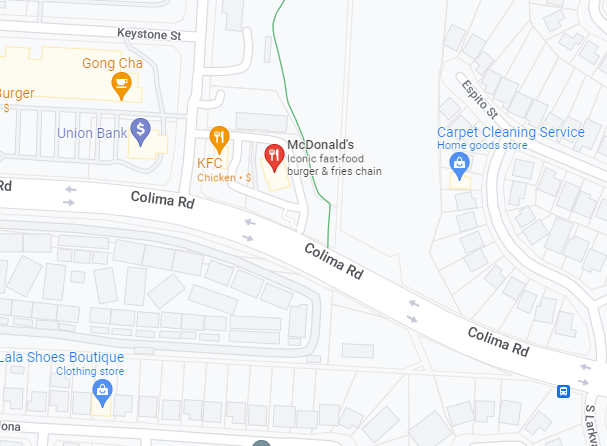 Keystone St
Gong Cha
Burger
$
Union Bank
$
KFC
Chicken • $
McDonald's
Iconic fast-food
burger & fries chain
Espito St
Carpet Cleaning Service
Home goods store
Rd
Colima Rd
Colima Rd
Colima Rd
Lala Shoes Boutique
Clothing store
S Larkv
ona